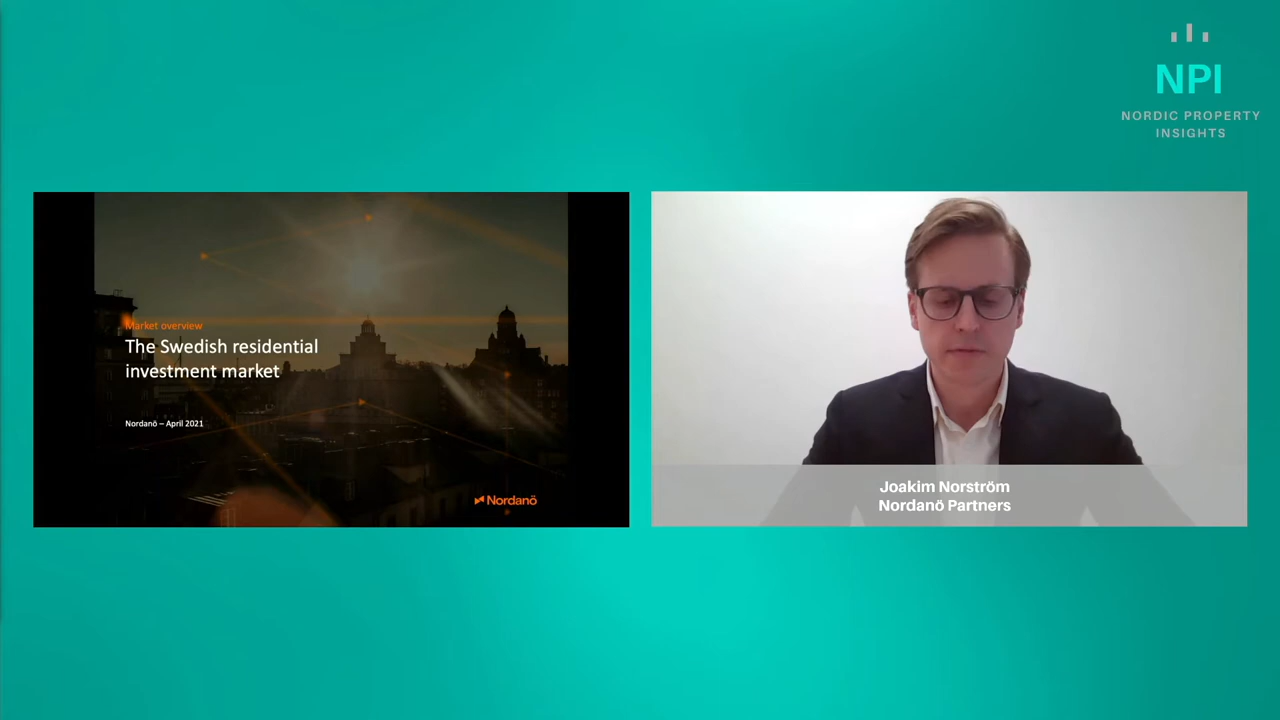 NPI
NORDIC PROPERTY
INSIGHTS
Market overview
The Swedish residential
investment market
Nordanö – April 2021
Nordanö
Joakim Norström
Nordanö Partners